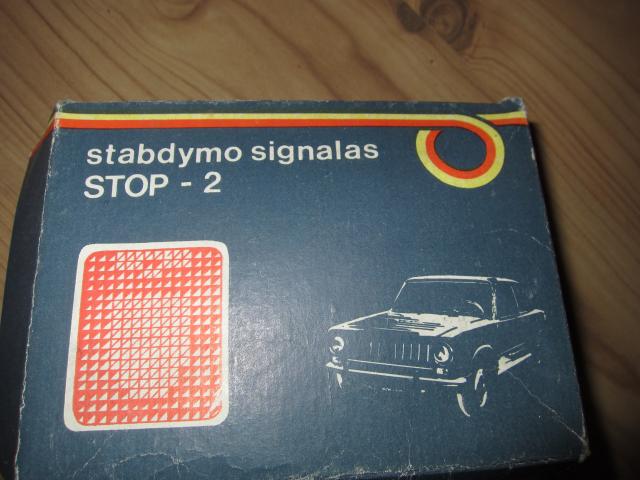 stabdymo signalas
STOP - 2